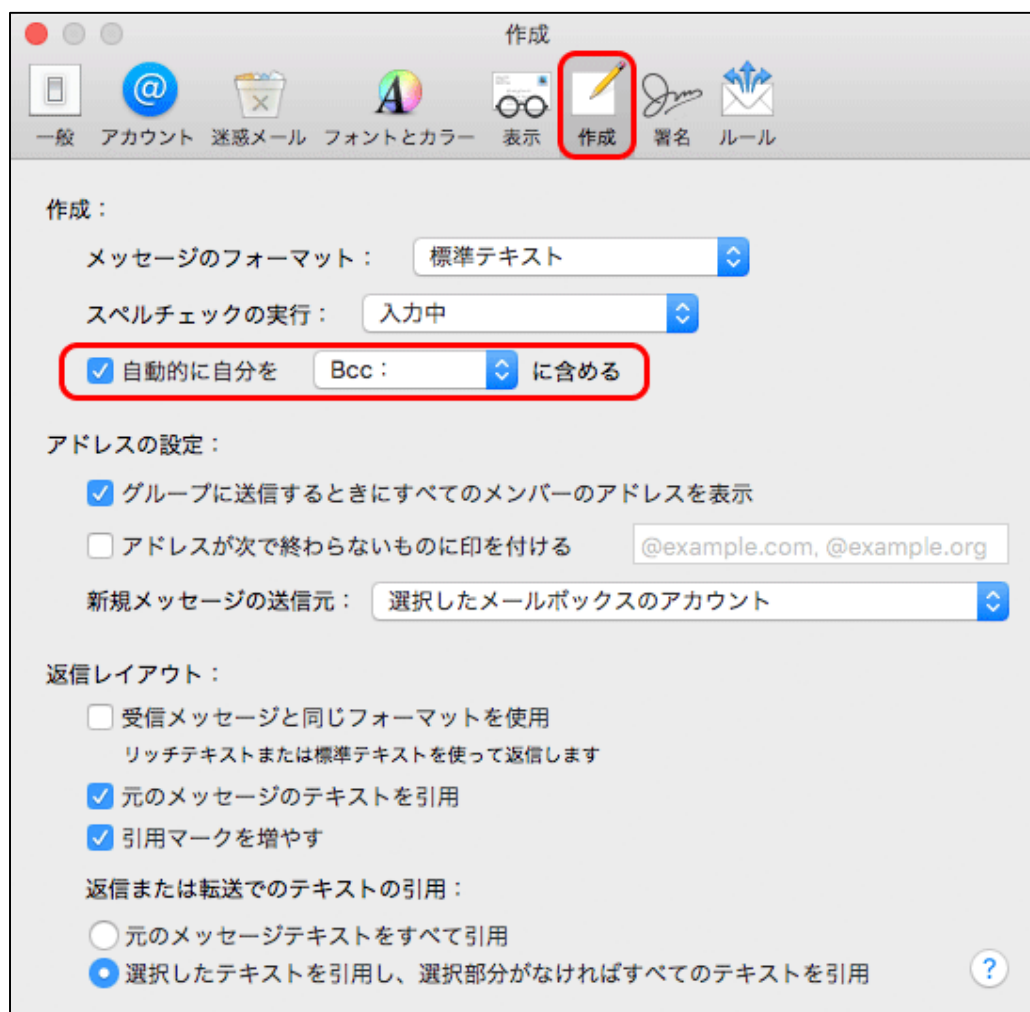 作成
一般 アカウント 迷惑メール フォントとカラー 表示 作成 署名 ルール
作成：
メッセージのフォーマット： 標準テキスト
スペルチェックの実行： 入力中
自動的に自分を Bcc： に含める
アドレスの設定：
グループに送信するときにすべてのメンバーのアドレスを表示
アドレスが次で終わらないものに印を付ける @example.com, @example.org
新規メッセージの送信元： 選択したメールボックスのアカウント
返信レイアウト：
受信メッセージと同じフォーマットを使用
リッチテキストまたは標準テキストを使って返信します
元のメッセージのテキストを引用
引用マークを増やす
返信または転送でのテキストの引用：
元のメッセージテキストをすべて引用
選択したテキストを引用し、選択部分がなければすべてのテキストを引用 ?